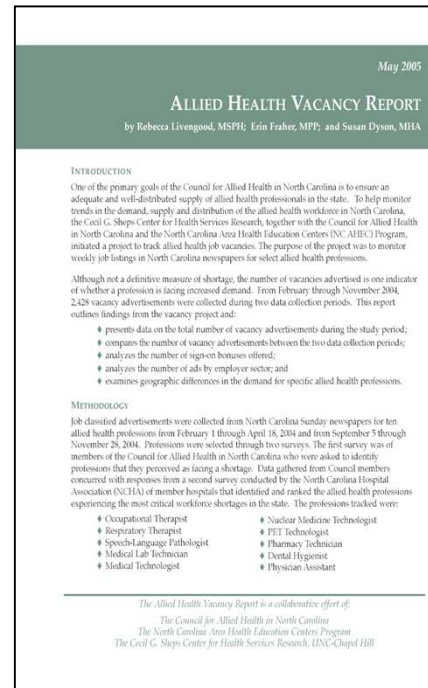 May 2005
ALLIED HEALTH VACANCY REPORT
by Rebecca Livengood, MSPH; Erin Fraher, MPP; and Susan Dyson, MHA
INTRODUCTION
One of the primary goals of the Council for Allied Health in North Carolina is to ensure an
adequate and well-distributed supply of allied health professionals in the state. To help monitor
trends in the demand, supply and distribution of the allied health workforce in North Carolina,
the Cecil G. Sheps Center for Health Services Research, together with the Council for Allied Health
in North Carolina and the North Carolina Area Health Education Centers (NC AHEC) Program,
initiated a project to track allied health job vacancies. The purpose of the project was to monitor
weekly job listings in North Carolina newspapers for select allied health professions.
Although not a definitive measure of shortage, the number of vacancies advertised is one indicator
of whether a profession is facing increased demand. From February through November 2004,
2,428 vacancy advertisements were collected during two data collection periods. This report
outlines findings from the vacancy project and:
♦ presents data on the total number of vacancy advertisements during the study period;
♦ compares the number of vacancy advertisements between the two data collection periods;
♦ analyzes the number of sign-on bonuses offered;
♦ analyzes the number of ads by employer sector; and
♦ examines geographic differences in the demand for specific allied health professions.
METHODOLOGY
Job classified advertisements were collected from North Carolina Sunday newspapers for ten
allied health professions from February 1 through April 18, 2004 and from September 5 through
November 28, 2004. Professions were selected through two surveys. The first survey was of
members of the Council for Allied Health in North Carolina who were asked to identify
professions that they perceived as facing a shortage. Data gathered from Council members
concurred with responses from a second survey conducted by the North Carolina Hospital
Association (NCHA) of member hospitals that identified and ranked the allied health professions
experiencing the most critical workforce shortages in the state. The professions tracked were:
♦ Occupational Therapist
♦ Respiratory Therapist
♦ Speech-Language Pathologist
♦ Medical Lab Technician
♦ Medical Technologist
♦ Nuclear Medicine Technologist
♦ PET Technologist
♦ Pharmacy Technician
♦ Dental Hygienist
♦ Physician Assistant
The Allied Health Vacancy Report is a collaborative effort of:
The Council for Allied Health in North Carolina
The North Carolina Area Health Education Centers Program
The Cecil G. Sheps Center for Health Services Research, UNC-Chapel Hill